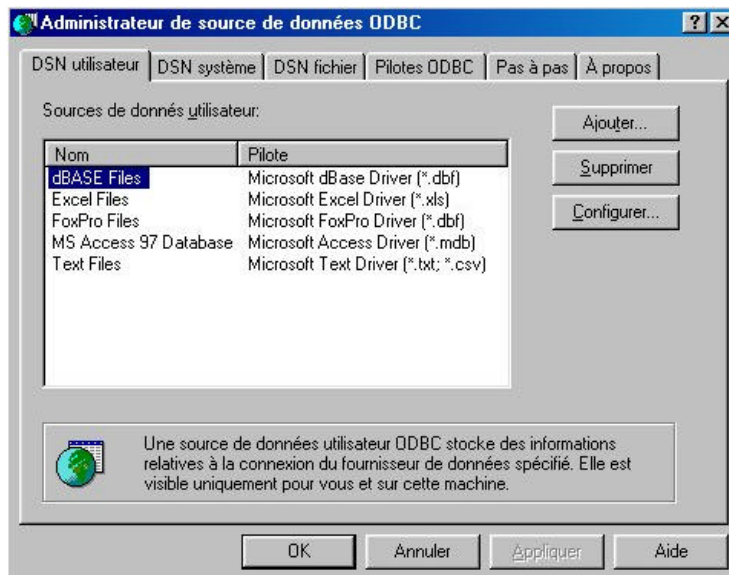 Administrateur de source de données ODBC
DSN utilisateur DSN système DSN fichier Pilotes ODBC Pas à pas À propos
Sources de donnés utilisateur:
Ajouter...
Nom Pilote
dBASE Files Microsoft dBase Driver (*.dbf)
Supprimer
Excel Files Microsoft Excel Driver (*.xls)
FoxPro Files Microsoft FoxPro Driver (*.dbf)
Configurer...
MS Access 97 Database Microsoft Access Driver (*.mdb)
Text Files Microsoft Text Driver (*.txt; *.csv)
Une source de données utilisateur ODBC stocke des informations
relatives à la connexion du fournisseur de données spécifié. Elle est
visible uniquement pour vous et sur cette machine.
OK Annuler Appliquer Aide